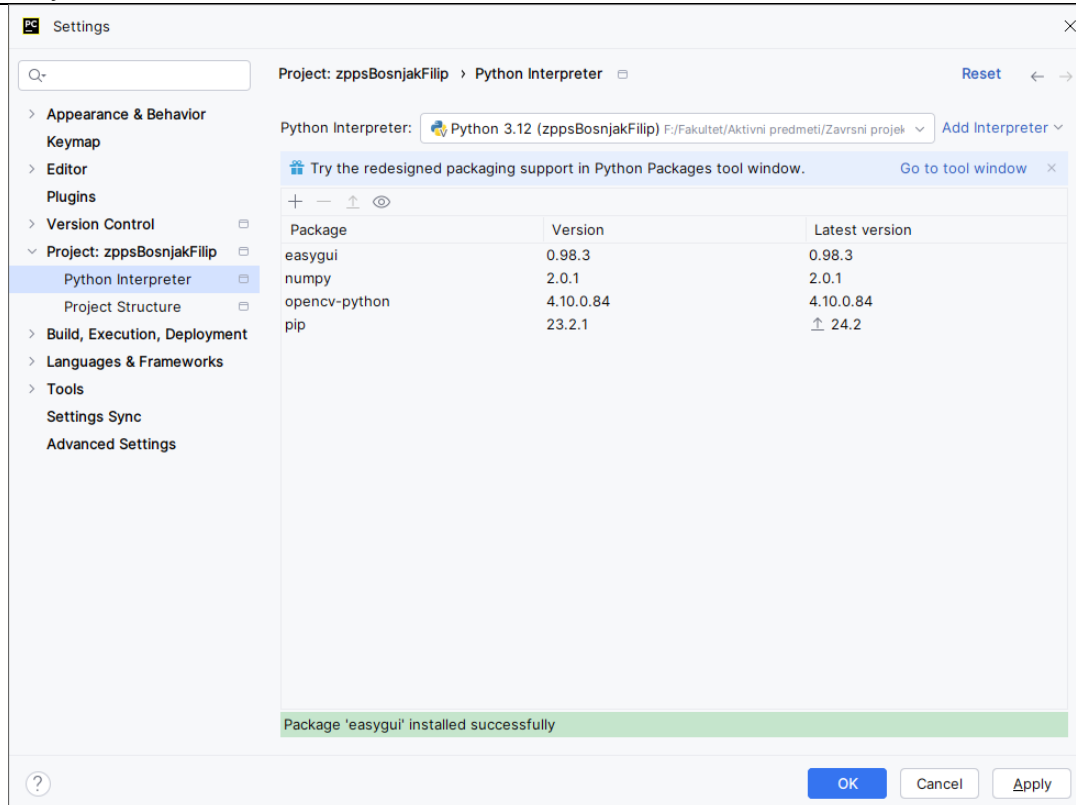 PC Settings
Project: zppsBosnjakFilip › Python Interpreter Reset
Appearance & Behavior
Keymap
Editor
Plugins
Version Control
Project: zppsBosnjakFilip
Python Interpreter
Project Structure
Build, Execution, Deployment
Languages & Frameworks
Tools
Settings Sync
Advanced Settings
Python Interpreter: Python 3.12 (zppsBosnjakFilip) F:/Fakultet/Aktivni predmeti/Zavrsni projek Add Interpreter
Try the redesigned packaging support in Python Packages tool window. Go to tool window
Package Version Latest version
easygui 0.98.3 0.98.3
numpy 2.0.1 2.0.1
opencv-python 4.10.0.84 4.10.0.84
pip 23.2.1 24.2
Package 'easygui' installed successfully
? OK Cancel Apply